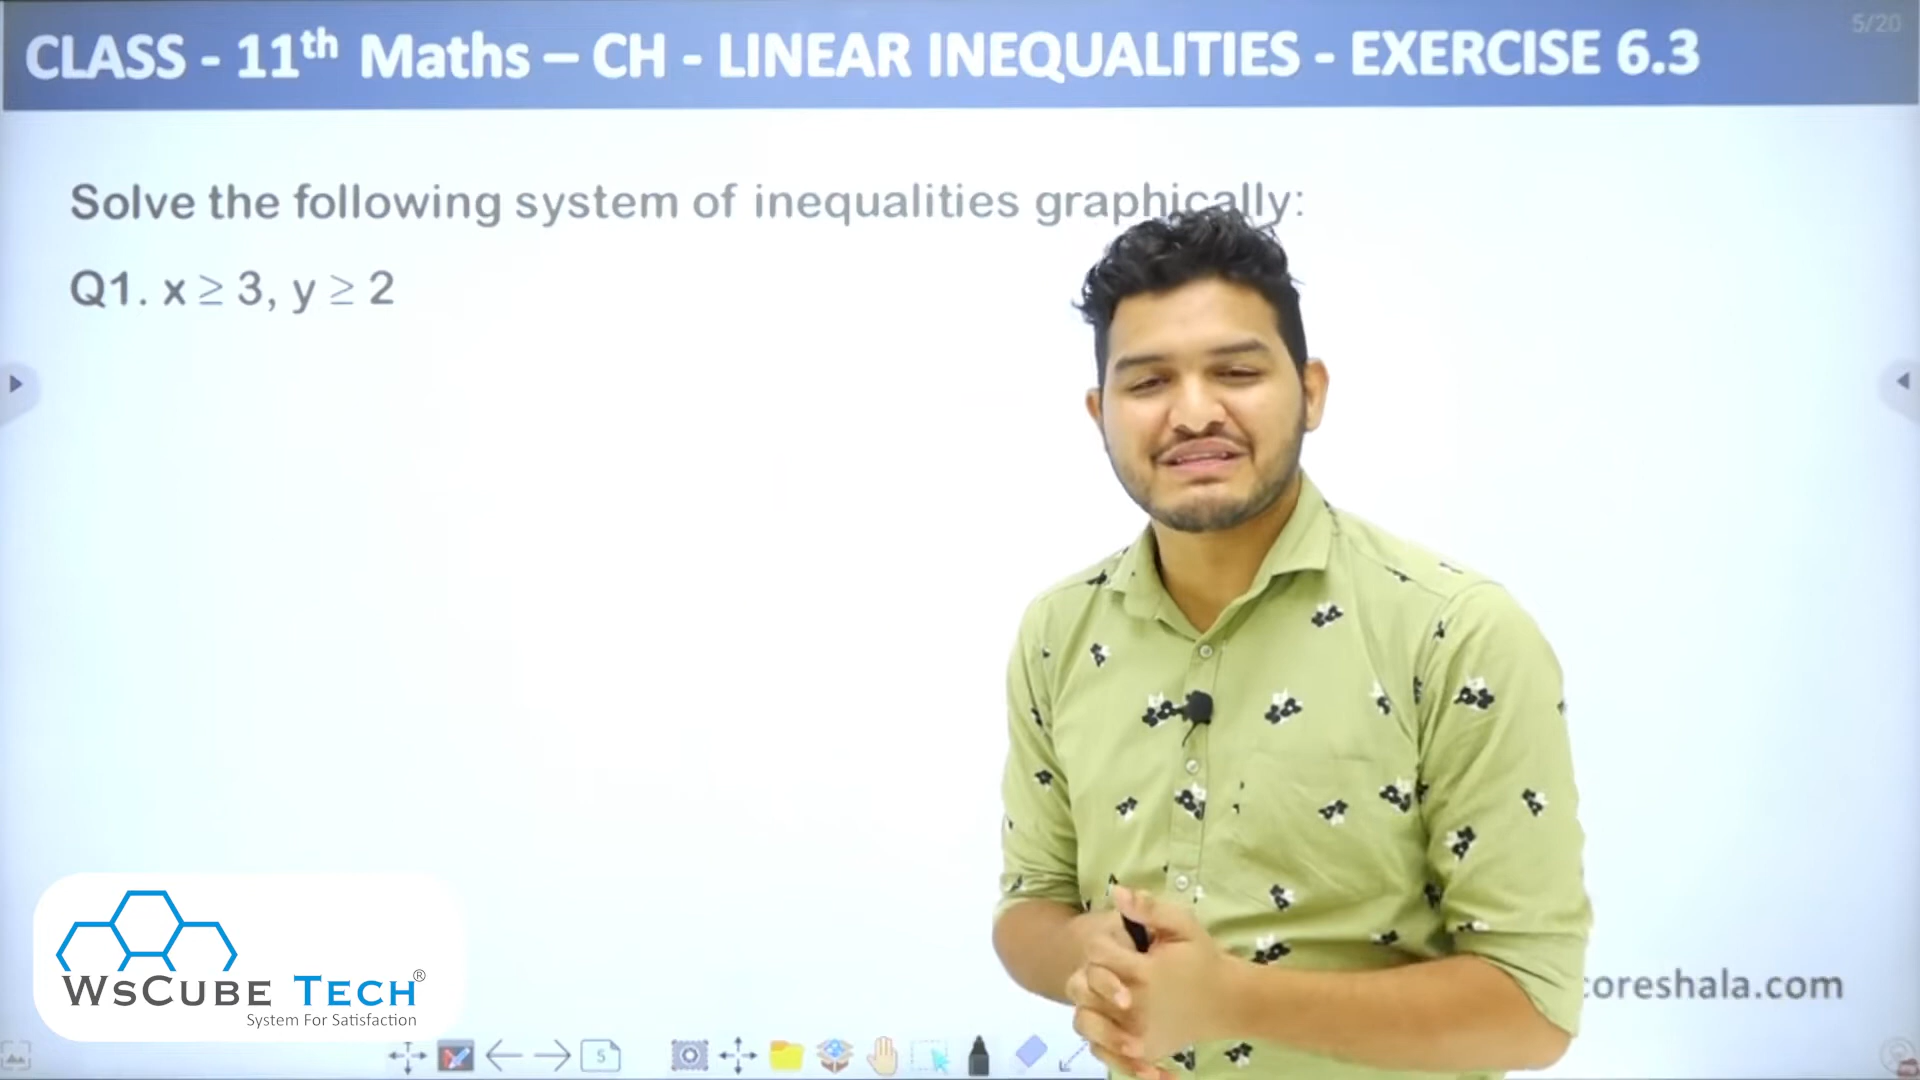 5/20
CLASS - 11th Maths – CH - LINEAR INEQUALITIES - EXERCISE 6.3
Solve the following system of inequalities graphically:
Q1. x ≥ 3, y ≥ 2
WsCube Tech®
System For Satisfaction
coreshala.com
5